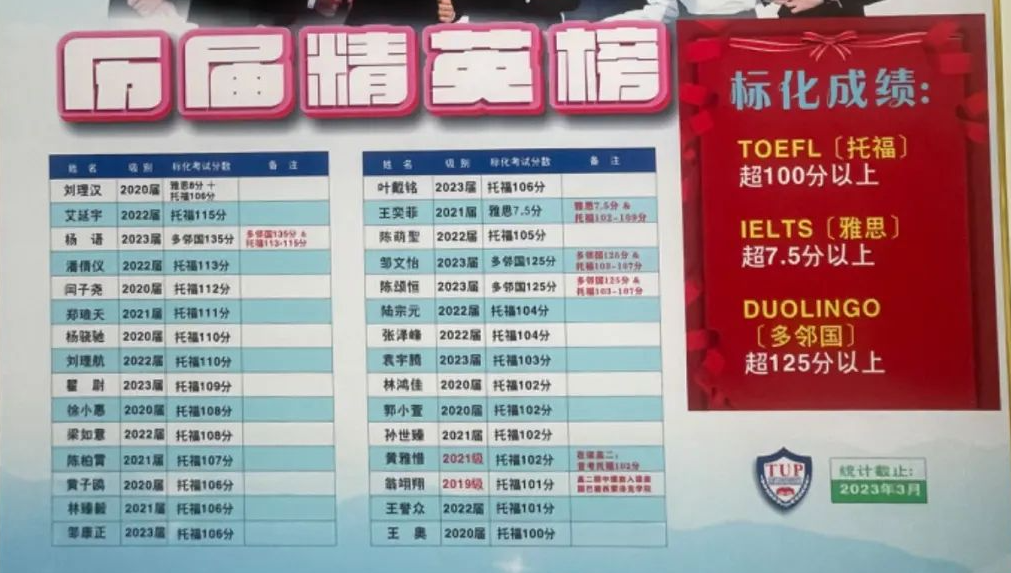 历届精英榜
姓 名 级 别 标化考试分数 备 注
刘理汉 2020届 雅思8分 + 托福106分
艾延宇 2022届 托福115分
杨 语 2023届 多邻国135分 多邻国135分 & 托福113-115分
潘倩仪 2022届 托福113分
闫子尧 2020届 托福112分
郑琅天 2021届 托福111分
杨骁驰 2020届 托福110分
刘理航 2022届 托福110分
瞿 尉 2023届 托福109分
徐小惠 2020届 托福108分
梁如意 2022届 托福108分
陈柏霄 2021届 托福107分
黄子鸥 2020届 托福106分
林臻毅 2021届 托福106分
邹康正 2023届 托福106分
姓 名 级 别 标化考试分数 备 注
叶戴铭 2023届 托福106分
王奕菲 2021届 雅思7.5分 雅思7.5分 & 托福102-109分
陈萌聖 2022届 托福105分
邹文怡 2023届 多邻国125分 多邻国125分 & 托福103-107分
陈颂恒 2023届 多邻国125分 多邻国125分 & 托福103-107分
陆宗元 2022届 托福104分
张泽峰 2022届 托福104分
袁宇腾 2023届 托福103分
林鸿佳 2020届 托福102分
郭小萱 2020届 托福102分
孙世臻 2021届 托福102分
黄雅惜 2021级 托福102分
翁翊翔 2019级 托福101分
王誉众 2022届 托福101分
王 奥 2020届 托福100分
标化成绩:
TOEFL〔托福〕
超100分以上
IELTS〔雅思〕
超7.5分以上
DUOLINGO
〔多邻国〕
超125分以上
TUP
统计截止:
2023年3月